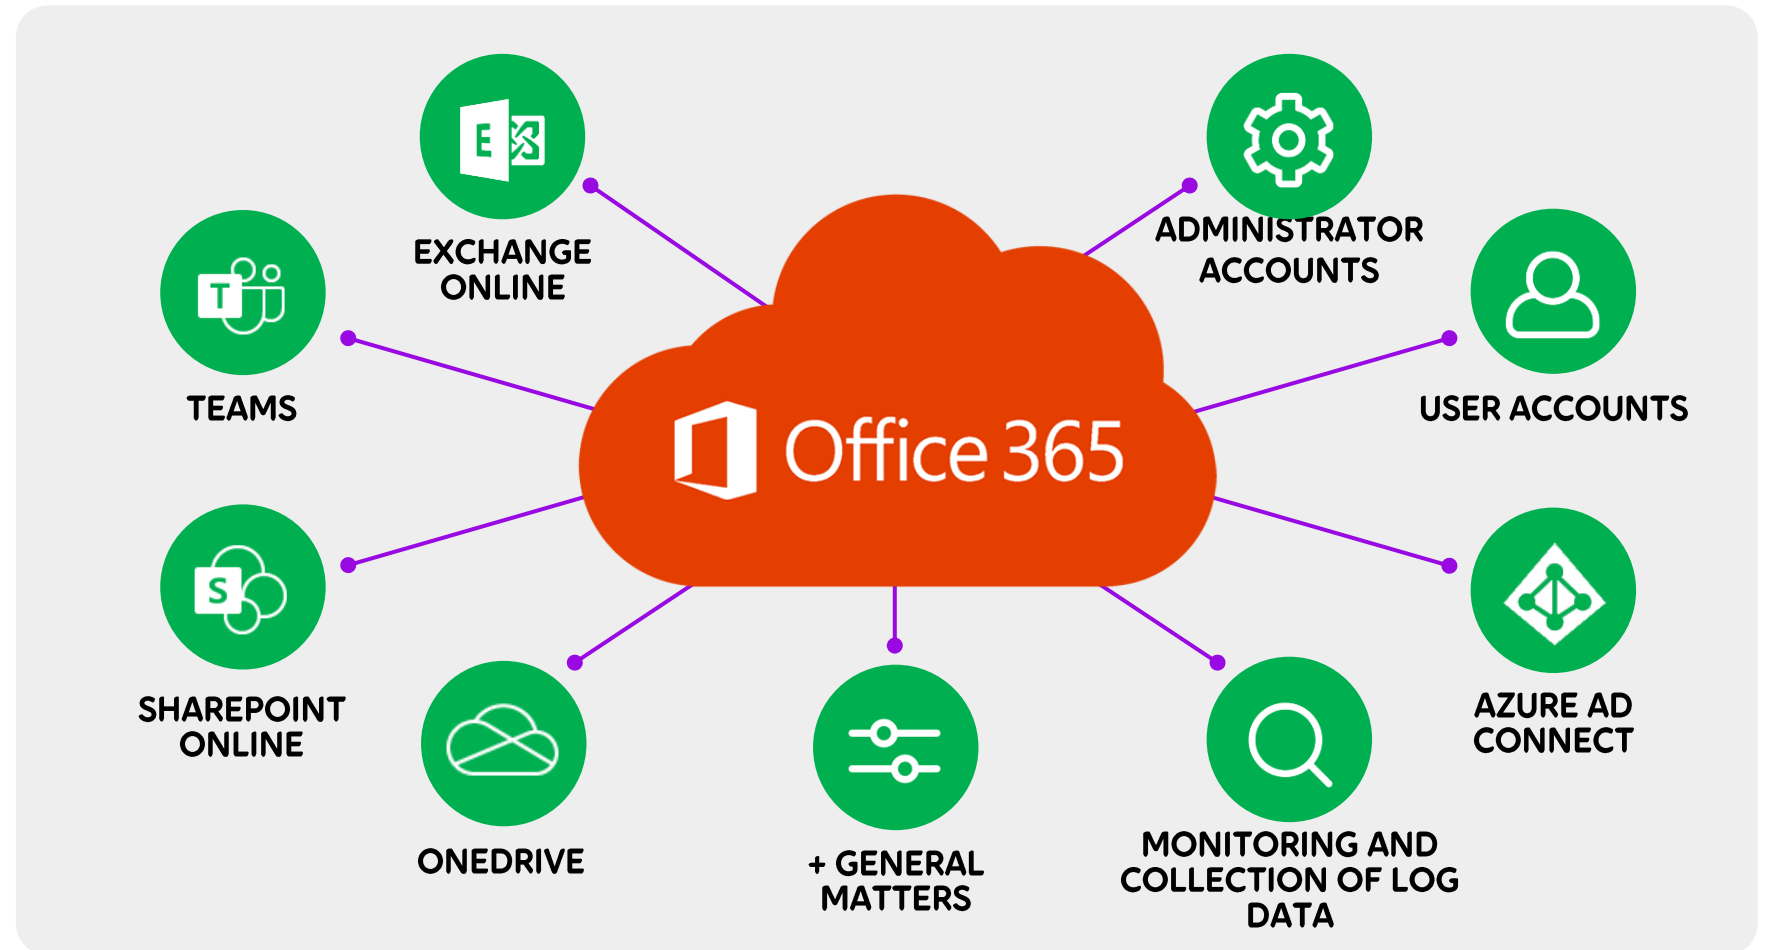 E
EXCHANGE
ONLINE
ADMINISTRATOR
ACCOUNTS
T
TEAMS
USER ACCOUNTS
Office 365
S
SHAREPOINT
ONLINE
AZURE AD
CONNECT
ONEDRIVE
+ GENERAL
MATTERS
MONITORING AND
COLLECTION OF LOG
DATA